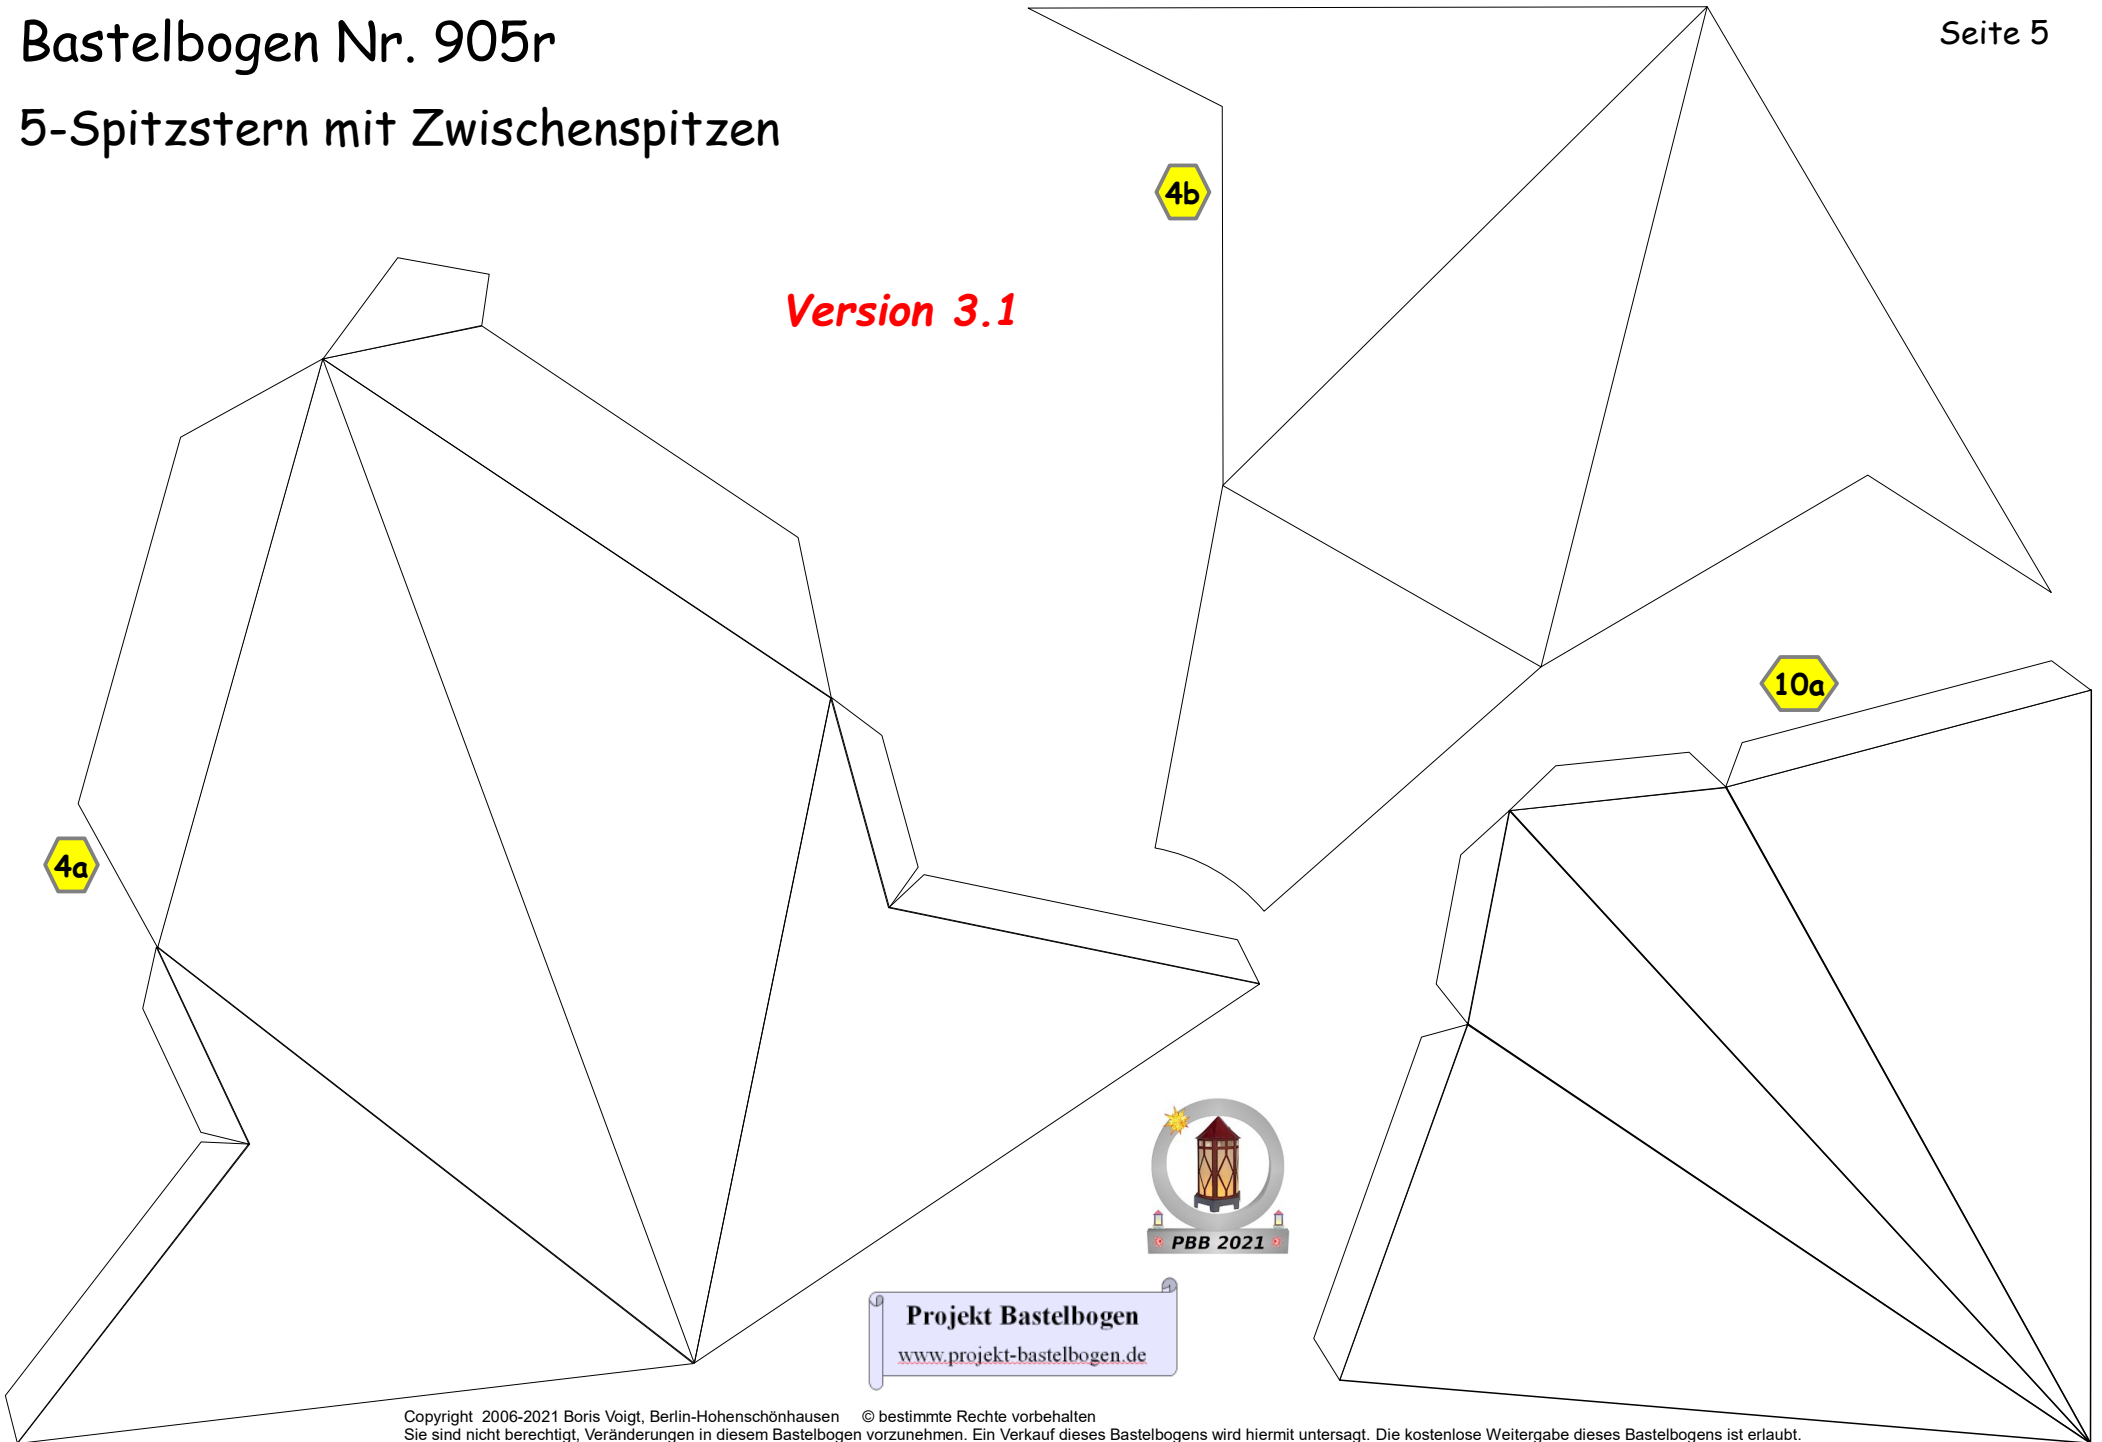 Bastelbogen Nr. 905r
Seite 5
5-Spitzstern mit Zwischenspitzen
4b
Version 3.1
10a
4a
PBB 2021
Projekt Bastelbogen
www.projekt-bastelbogen.de
Copyright 2006-2021 Boris Voigt, Berlin-Hohenschönhausen © bestimmte Rechte vorbehalten
Sie sind nicht berechtigt, Veränderungen in diesem Bastelbogen vorzunehmen. Ein Verkauf dieses Bastelbogens wird hiermit untersagt. Die kostenlose Weitergabe dieses Bastelbogens ist erlaubt.